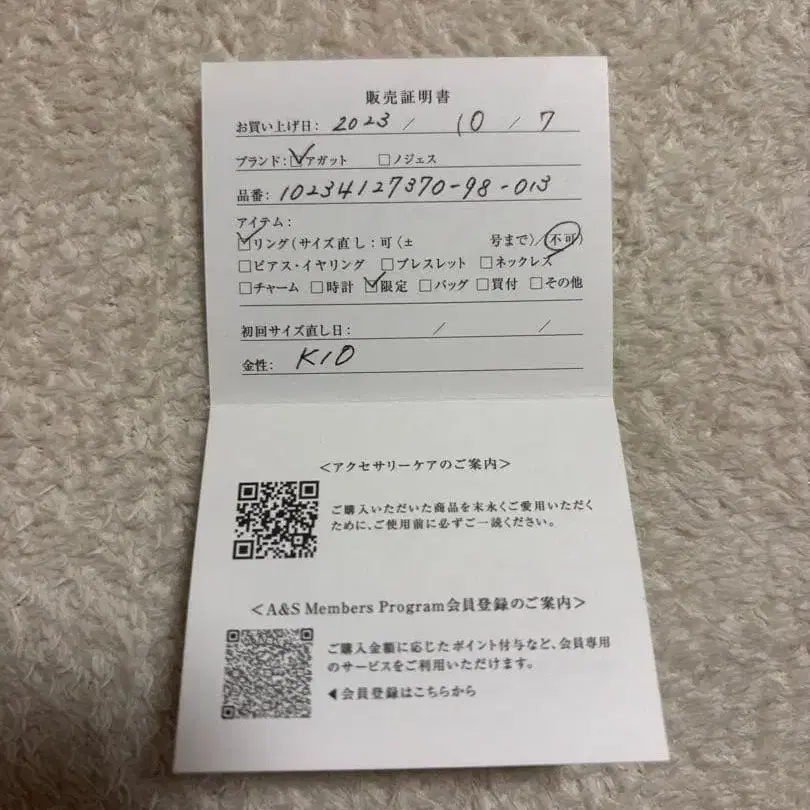 販売証明書
お買い上げ日: 2023 / 10 / 7
ブランド: ☑アガット □ノジェス
品番: 10234127370-98-013
アイテム:
☑リング(サイズ直し:可(± 号まで)/不可)
□ピアス・イヤリング □ブレスレット □ネックレス
□チャーム □時計 ☑限定 □バッグ □買付 □その他
初回サイズ直し日: / /
金性: K10
<アクセサリーケアのご案内>
ご購入いただいた商品を末永くご愛用いただく
ために、ご使用前に必ずご一読ください。
<A&S Members Program会員登録のご案内>
ご購入金額に応じたポイント付与など、会員専用
のサービスをご利用いただけます。
◀会員登録はこちらから